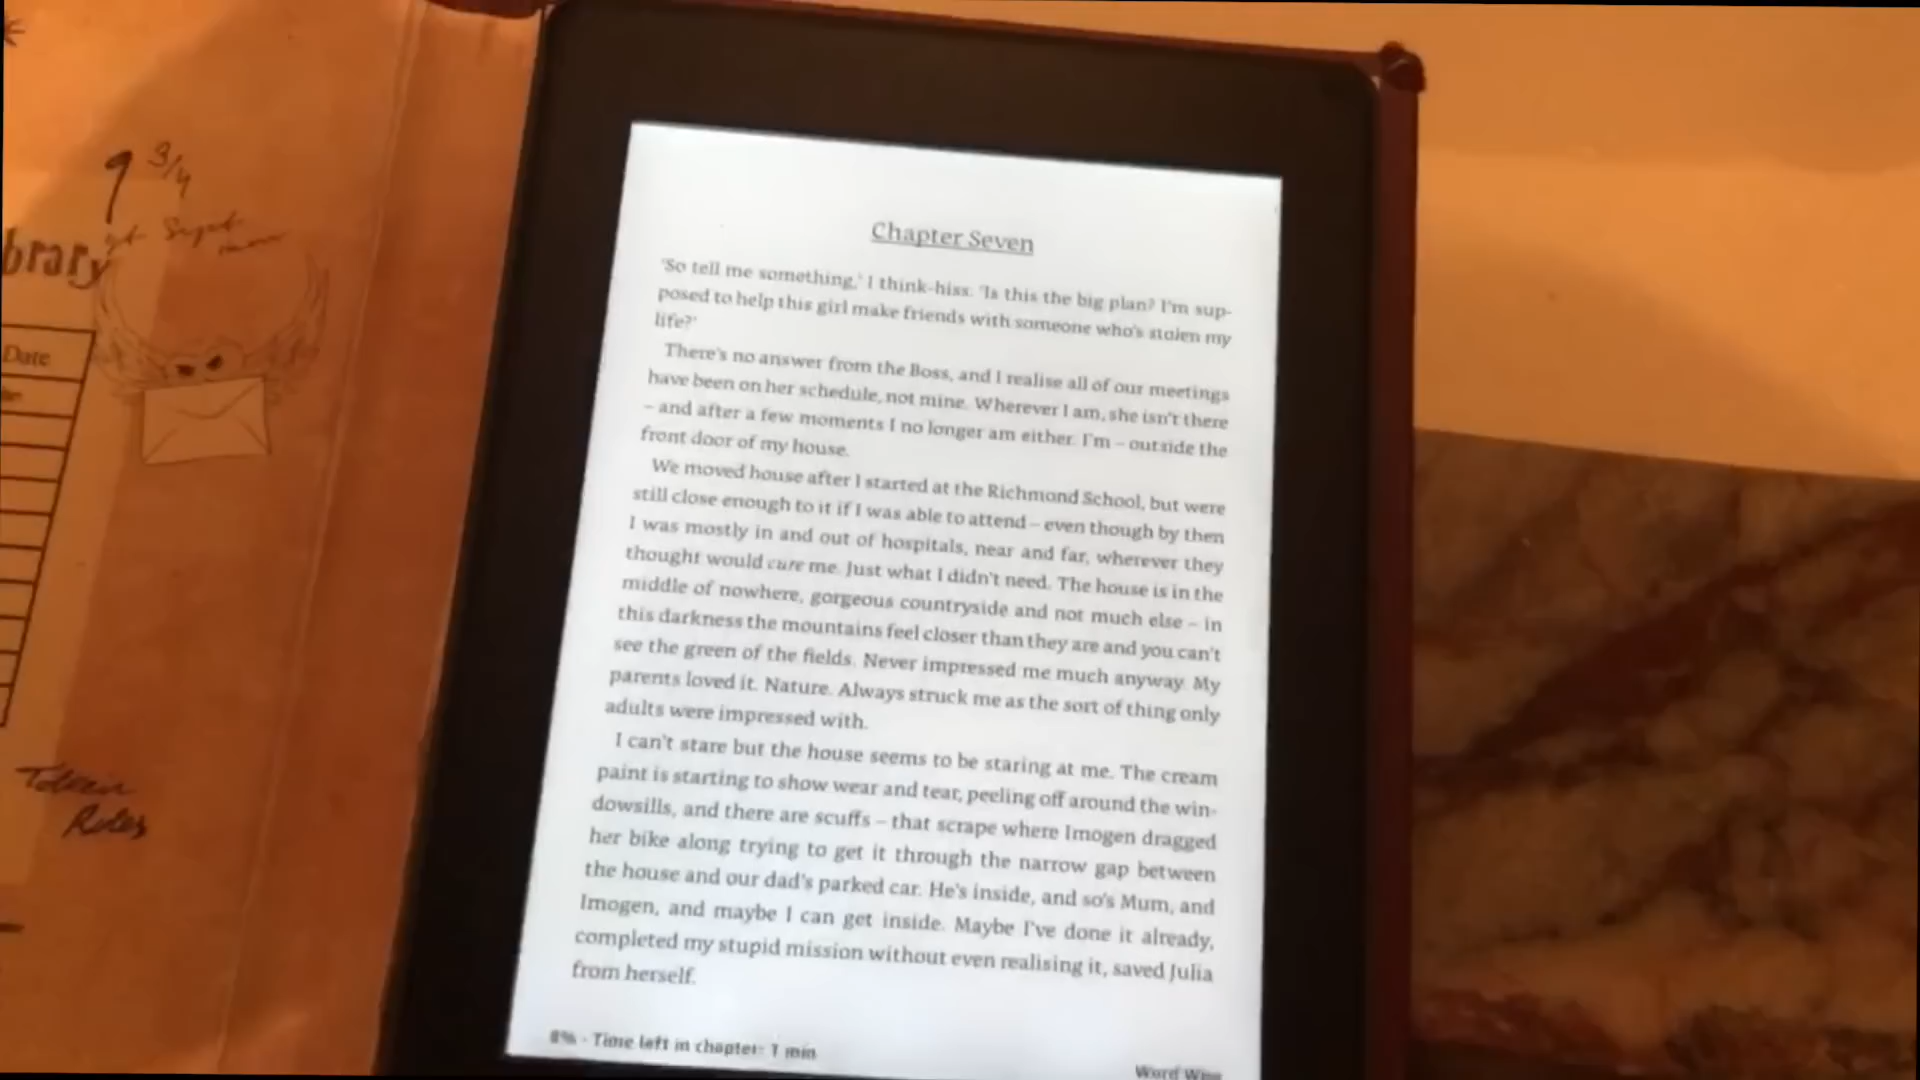 9 3/4
brary
Date
Rules
Chapter Seven
'So tell me something,' I think-hiss. 'Is this the big plan? I'm sup-
posed to help this girl make friends with someone who's stolen my
life?'
There's no answer from the Boss, and I realise all of our meetings
have been on her schedule, not mine. Wherever I am, she isn't there
– and after a few moments I no longer am either. I'm – outside the
front door of my house.
We moved house after I started at the Richmond School, but were
still close enough to it if I was able to attend – even though by then
I was mostly in and out of hospitals, near and far, wherever they
thought would cure me. Just what I didn't need. The house is in the
middle of nowhere, gorgeous countryside and not much else – in
this darkness the mountains feel closer than they are and you can't
see the green of the fields. Never impressed me much anyway. My
parents loved it. Nature. Always struck me as the sort of thing only
adults were impressed with.
I can't stare but the house seems to be staring at me. The cream
paint is starting to show wear and tear, peeling off around the win-
dowsills, and there are scuffs – that scrape where Imogen dragged
her bike along trying to get it through the narrow gap between
the house and our dad's parked car. He's inside, and so's Mum, and
Imogen, and maybe I can get inside. Maybe I've done it already,
completed my stupid mission without even realising it, saved Julia
from herself.
8% · Time left in chapter: 1 min
Word Wise